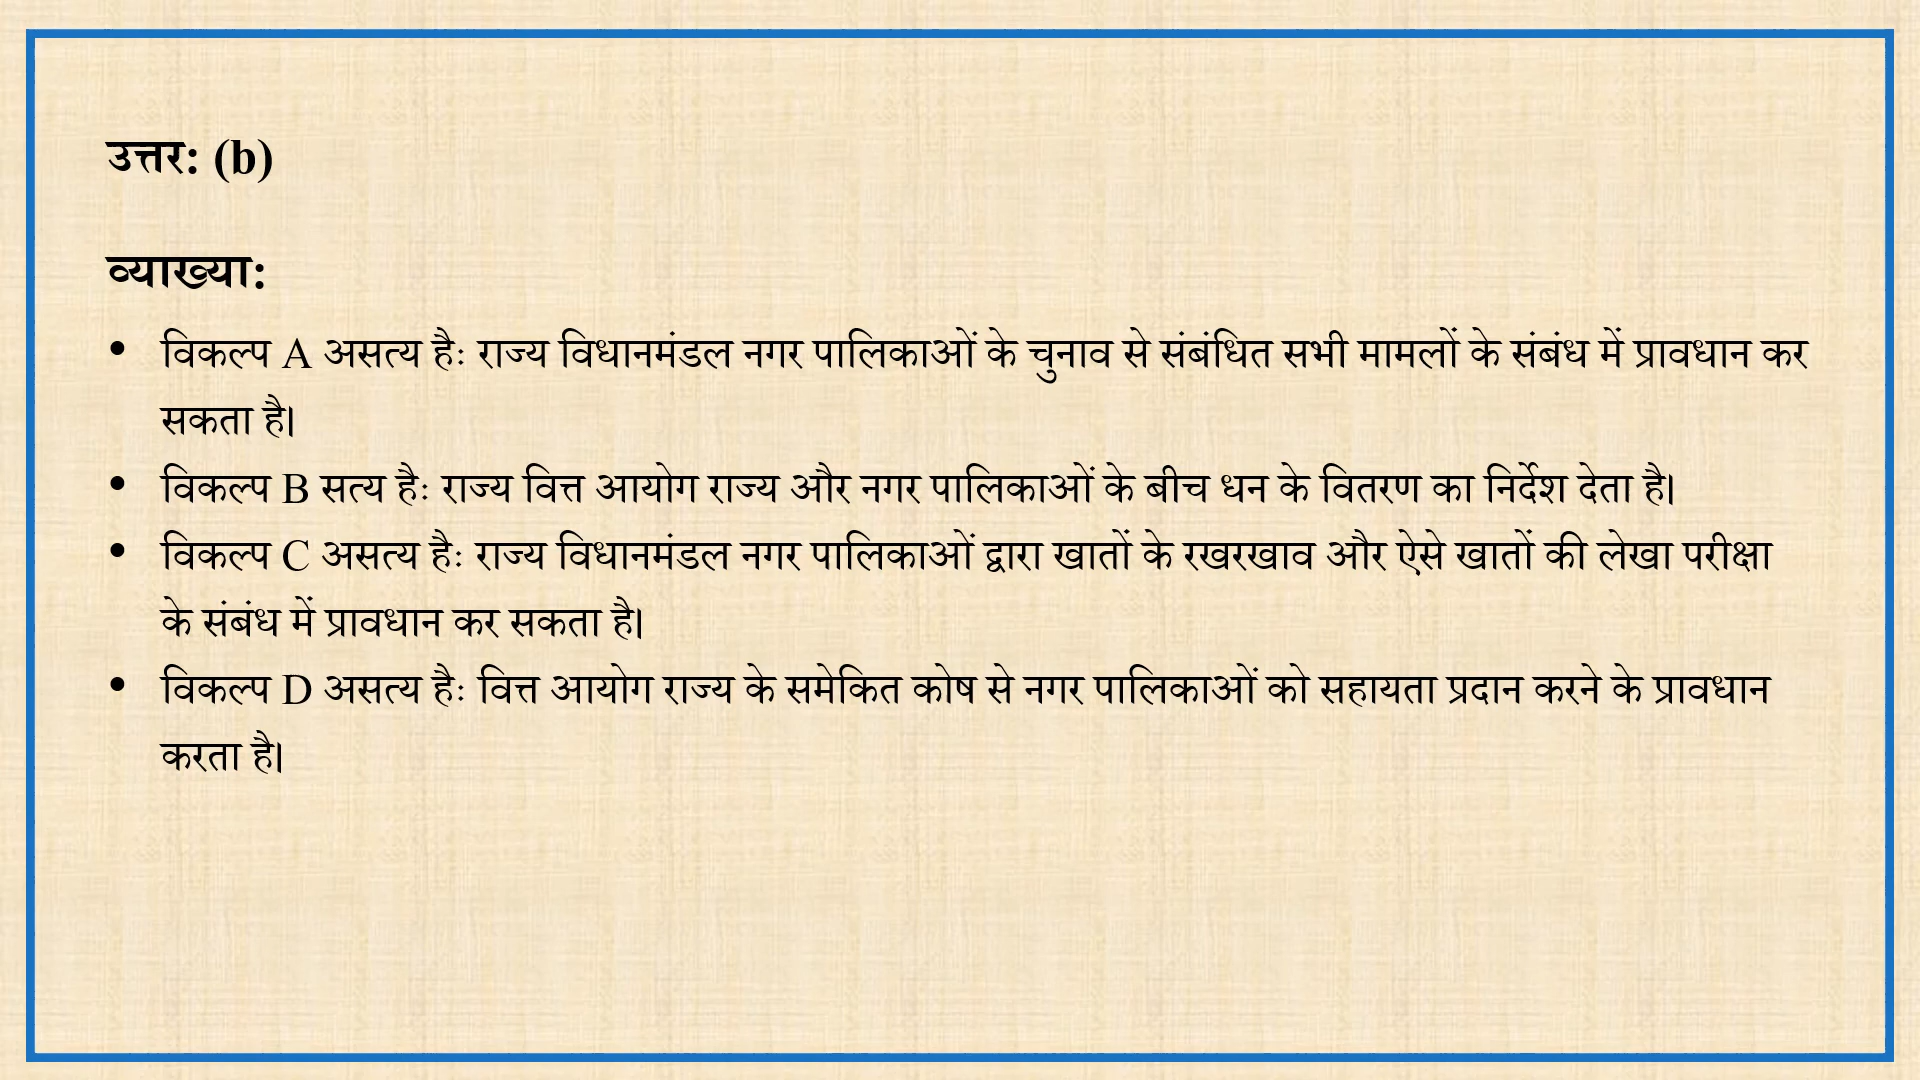 उत्तर: (b)
व्याख्या:
• विकल्प A असत्य है: राज्य विधानमंडल नगर पालिकाओं के चुनाव से संबंधित सभी मामलों के संबंध में प्रावधान कर
सकता है।
• विकल्प B सत्य है: राज्य वित्त आयोग राज्य और नगर पालिकाओं के बीच धन के वितरण का निर्देश देता है।
• विकल्प C असत्य है: राज्य विधानमंडल नगर पालिकाओं द्वारा खातों के रखरखाव और ऐसे खातों की लेखा परीक्षा
के संबंध में प्रावधान कर सकता है।
• विकल्प D असत्य है: वित्त आयोग राज्य के समेकित कोष से नगर पालिकाओं को सहायता प्रदान करने के प्रावधान
करता है।